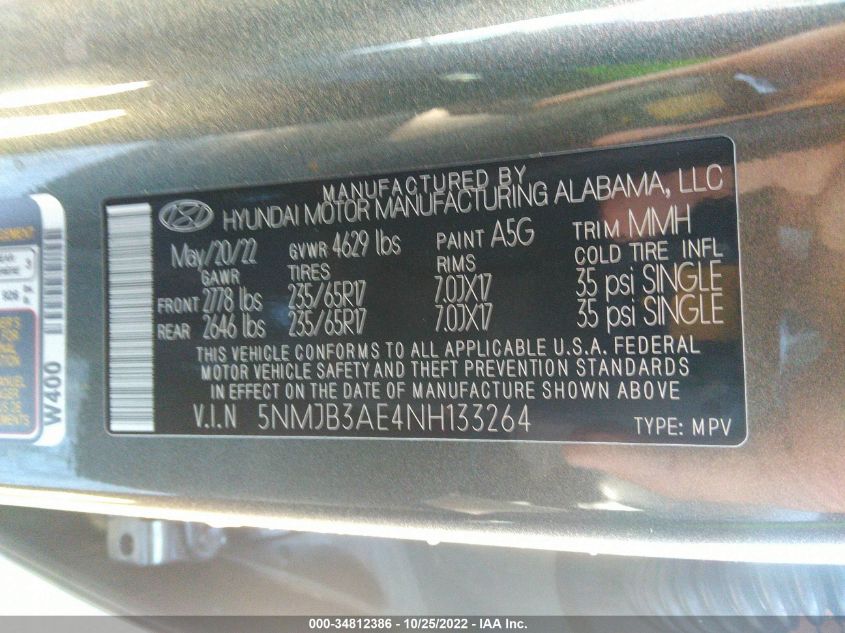 MANUFACTURED BY
HYUNDAI MOTOR MANUFACTURING ALABAMA, LLC
May/20/22 GVWR 4629 lbs PAINT A5G TRIM MMH
GAWR TIRES RIMS COLD TIRE INFL
FRONT 2778 lbs 235/65R17 7.0JX17 35 psi SINGLE
REAR 2646 lbs 235/65R17 7.0JX17 35 psi SINGLE
THIS VEHICLE CONFORMS TO ALL APPLICABLE U.S.A. FEDERAL
MOTOR VEHICLE SAFETY AND THEFT PREVENTION STANDARDS
IN EFFECT ON THE DATE OF MANUFACTURE SHOWN ABOVE
V.I.N 5NMJB3AE4NH133264 TYPE: MPV
W400
000-34812386 - 10/25/2022 - IAA Inc.